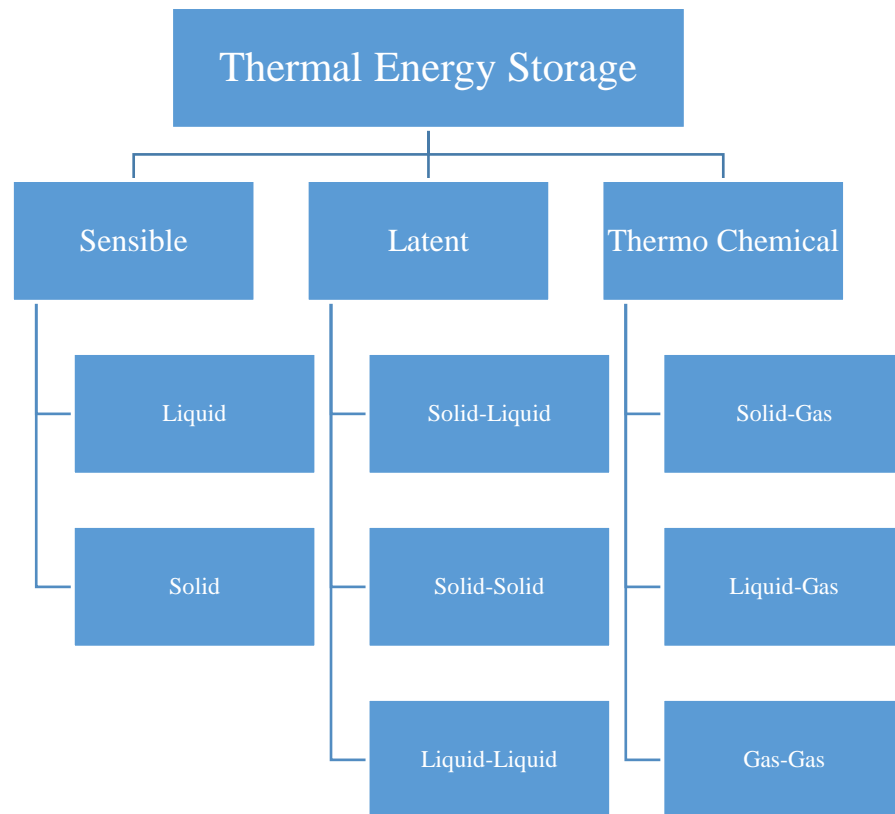 Thermal Energy Storage
Sensible
Latent
Thermo Chemical
Liquid
Solid-Liquid
Solid-Gas
Solid
Solid-Solid
Liquid-Gas
Liquid-Liquid
Gas-Gas